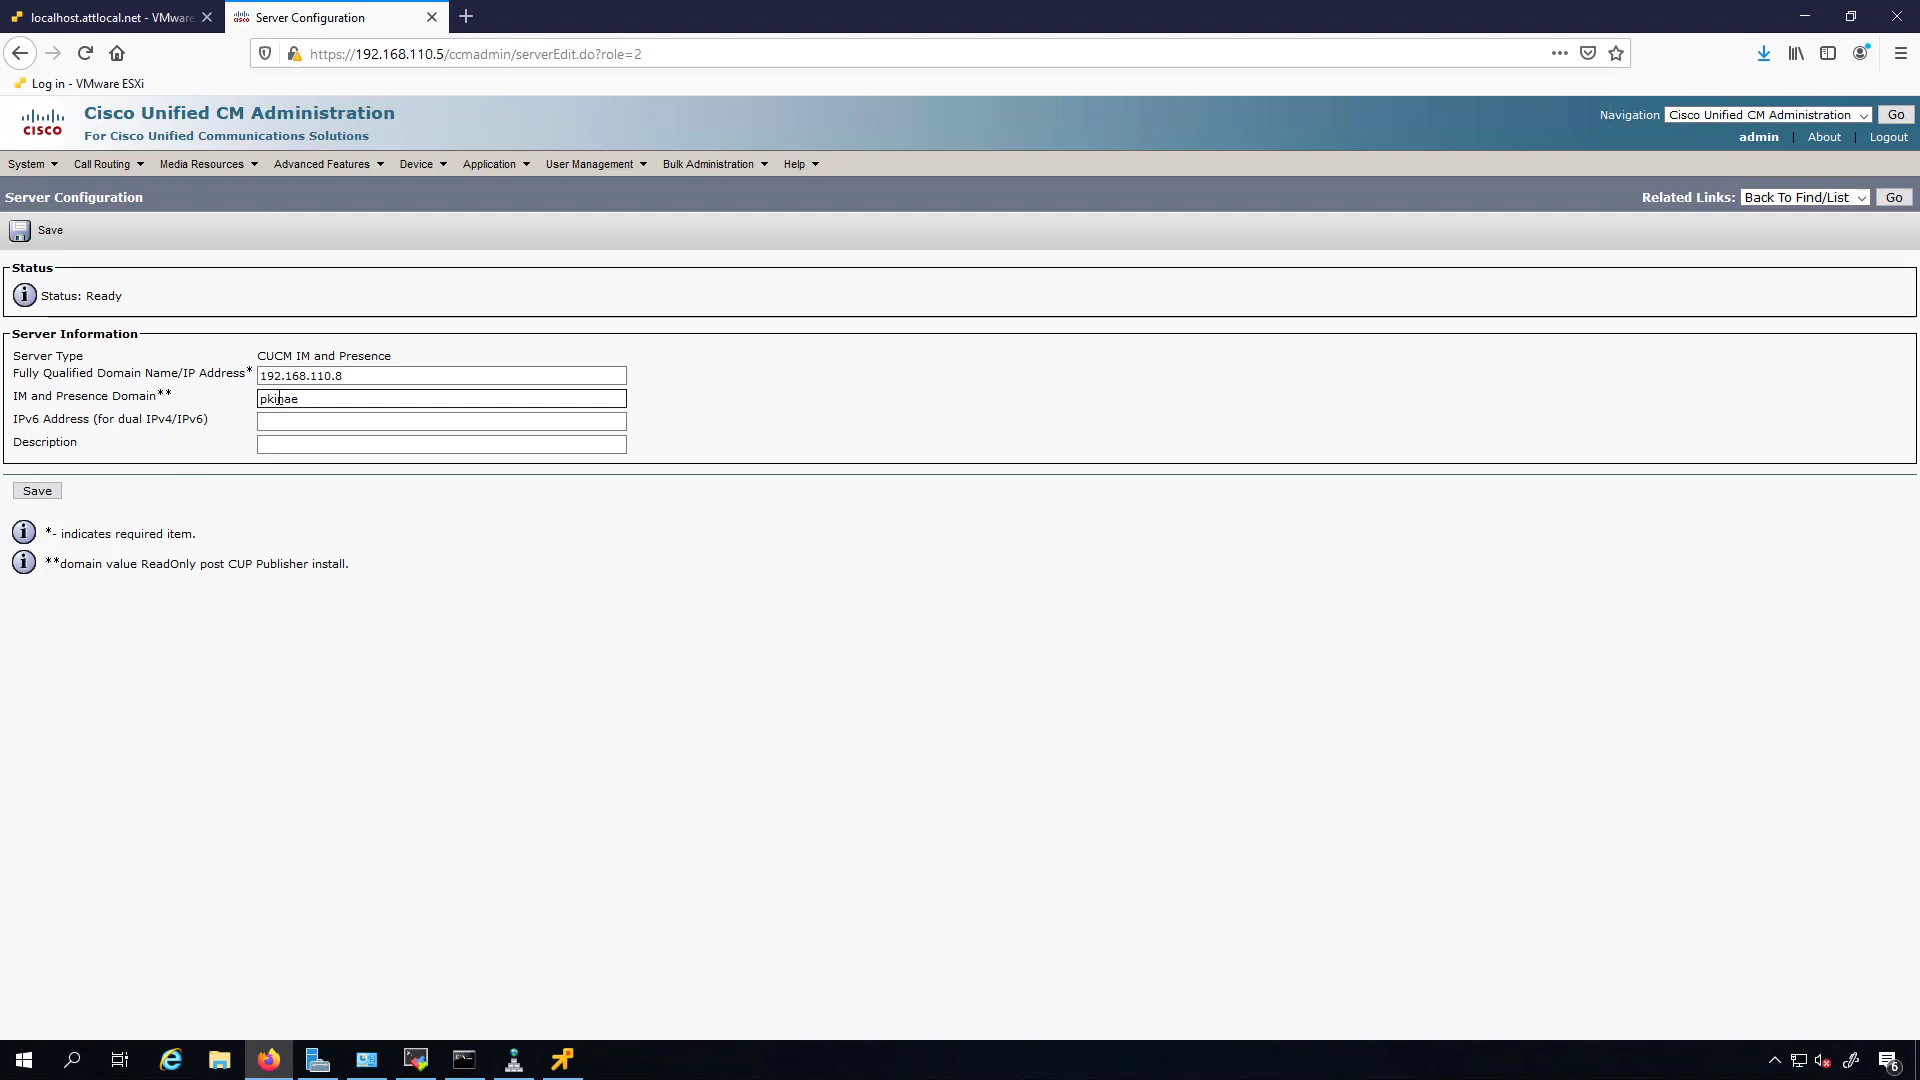 localhost.attlocal.net - VMware
Server Configuration
https://192.168.110.5/ccmadmin/serverEdit.do?role=2
Log in - VMware ESXi
CISCO
Cisco Unified CM Administration
For Cisco Unified Communications Solutions
Navigation Cisco Unified CM Administration Go
admin | About | Logout
System Call Routing Media Resources Advanced Features Device Application User Management Bulk Administration Help
Server Configuration
Related Links: Back To Find/List Go
Save
Status
Status: Ready
Server Information
Server Type CUCM IM and Presence
Fully Qualified Domain Name/IP Address* 192.168.110.8
IM and Presence Domain**
IPv6 Address (for dual IPv4/IPv6)
Description
Save
*- indicates required item.
**domain value ReadOnly post CUP Publisher install.
6